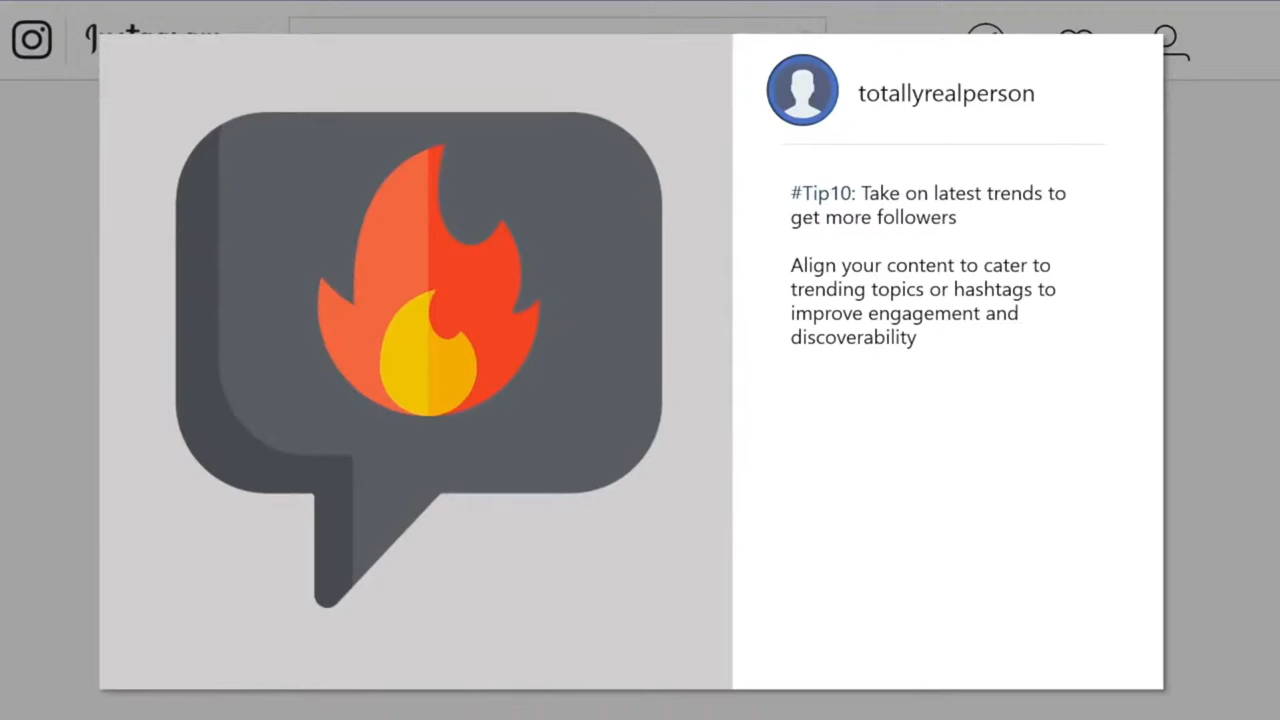 Instagram
totallyrealperson
#Tip10: Take on latest trends to
get more followers
Align your content to cater to
trending topics or hashtags to
improve engagement and
discoverability